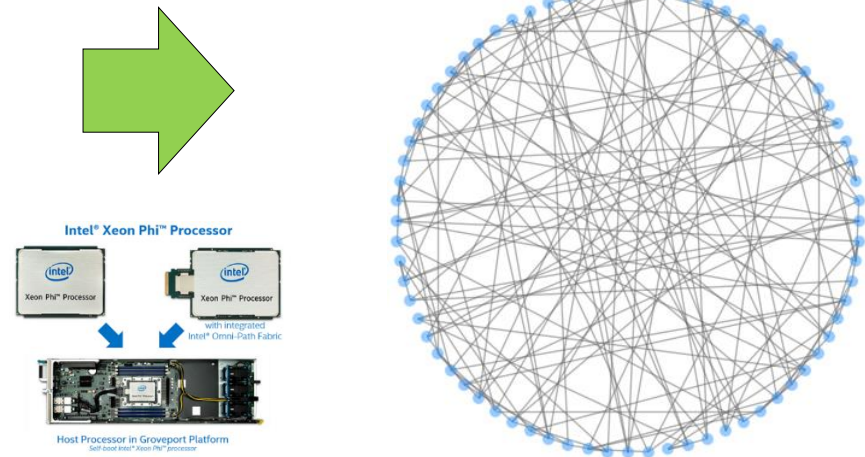 Intel® Xeon Phi™ Processor
intel
Xeon Phi™ Processor
intel
Xeon Phi™ Processor
with integrated
Intel® Omni-Path Fabric
Host Processor in Groveport Platform
Self-boot Intel® Xeon Phi™ processor